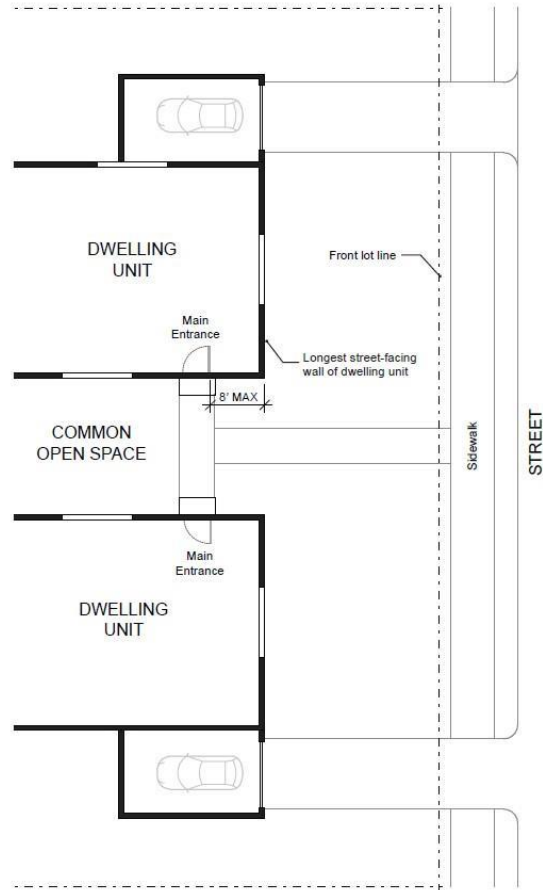 DWELLING
UNIT
Front lot line
Main
Entrance
Longest street-facing
wall of dwelling unit
8' MAX
COMMON
OPEN SPACE
Sidewalk
STREET
Main
Entrance
DWELLING
UNIT